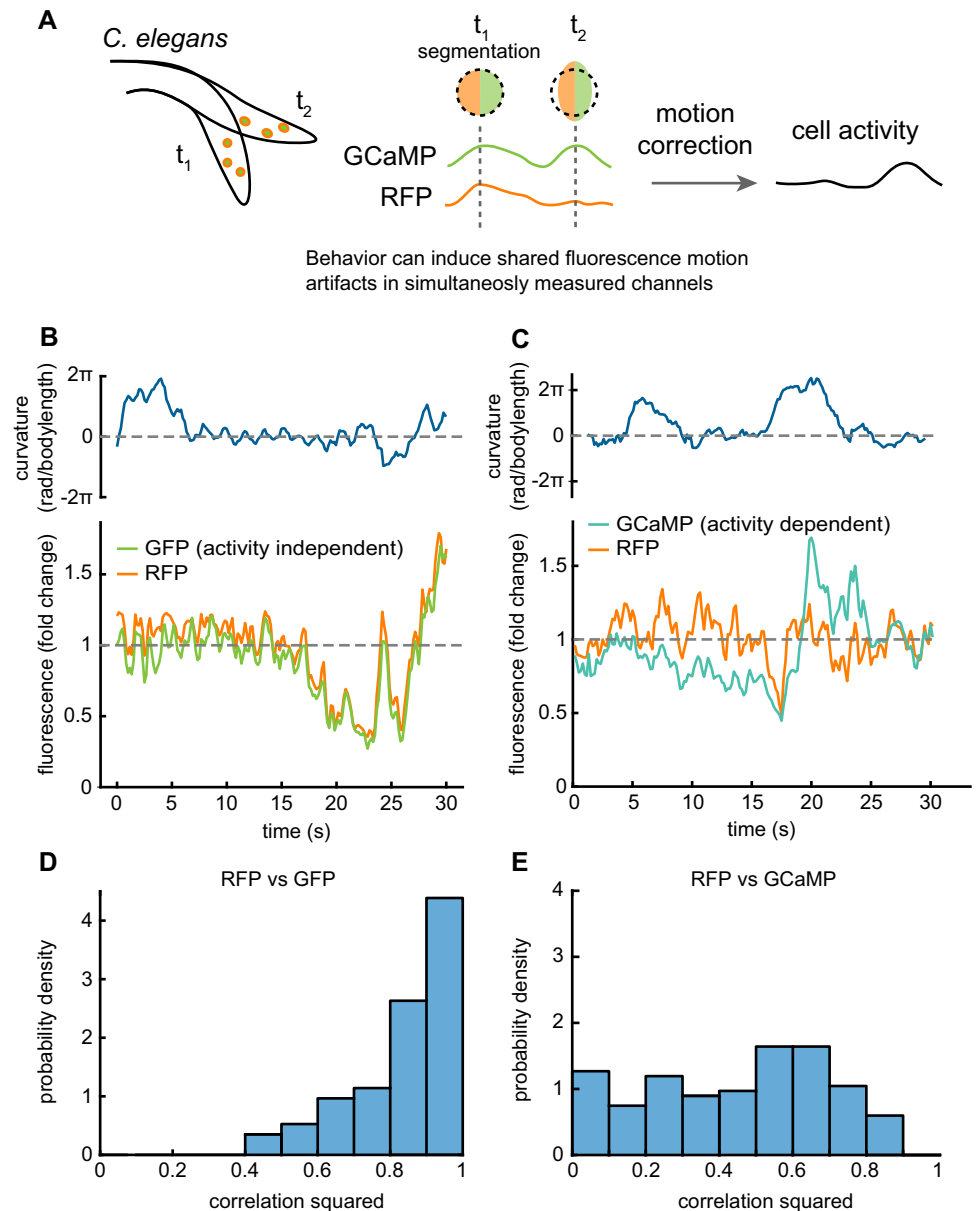 A
C. elegans
t1
t2
t1
segmentation
t2
GCaMP
RFP
motion
correction
cell activity
Behavior can induce shared fluorescence motion
artifacts in simultaneosly measured channels
B
curvature
(rad/bodylength)
2π
0
-2π
fluorescence (fold change)
GFP (activity independent)
RFP
1.5
1
0.5
0
0 5 10 15 20 25 30
time (s)
C
curvature
(rad/bodylength)
2π
0
-2π
fluorescence (fold change)
GCaMP (activity dependent)
RFP
1.5
1
0.5
0
0 5 10 15 20 25 30
time (s)
D
RFP vs GFP
probability density
4
3
2
1
0
0 0.2 0.4 0.6 0.8 1
correlation squared
E
RFP vs GCaMP
probability density
4
3
2
1
0
0 0.2 0.4 0.6 0.8 1
correlation squared